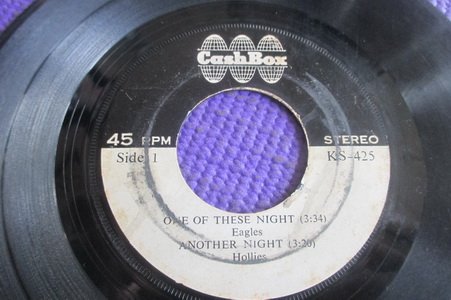 CashBox
45 RPM
STEREO
Side 1
KS-425
ONE OF THESE NIGHT (3:34)
Eagles
ANOTHER NIGHT (3:20)
Hollies